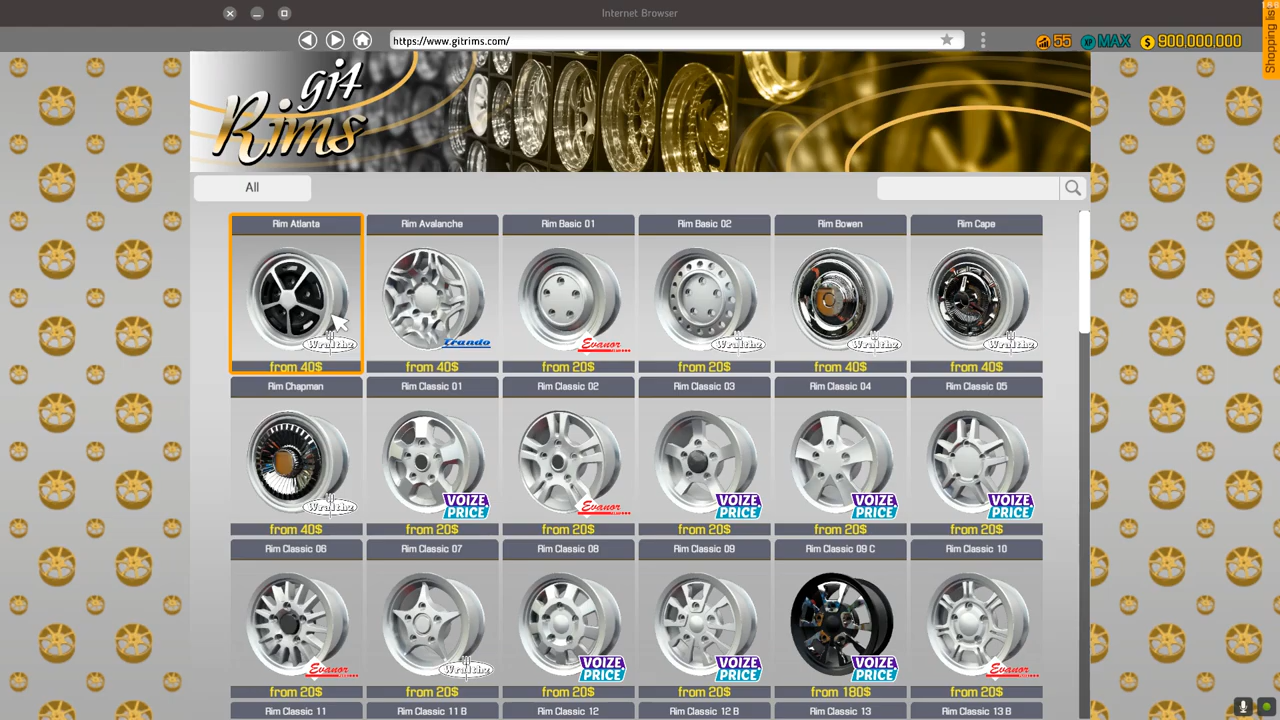 Internet Browser
https://www.gitrims.com/
55
XP MAX
$ 900,000,000
Shopping list
git
Rims
All
Rim Atlanta
Rim Avalanche
Rim Basic 01
Rim Basic 02
Rim Bowen
Rim Cape
Wraithe
Trando
Evanor
Wraithe
Wraithe
Wraithe
from 40$
from 40$
from 20$
from 20$
from 40$
from 40$
Rim Chapman
Rim Classic 01
Rim Classic 02
Rim Classic 03
Rim Classic 04
Rim Classic 05
Wraithe
VOIZE PRICE
Evanor
VOIZE PRICE
VOIZE PRICE
VOIZE PRICE
from 40$
from 20$
from 20$
from 20$
from 20$
from 20$
Rim Classic 06
Rim Classic 07
Rim Classic 08
Rim Classic 09
Rim Classic 09 C
Rim Classic 10
Evanor
Wraithe
VOIZE PRICE
VOIZE PRICE
VOIZE PRICE
Evanor
from 20$
from 20$
from 20$
from 20$
from 180$
from 20$
Rim Classic 11
Rim Classic 11 B
Rim Classic 12
Rim Classic 12 B
Rim Classic 13
Rim Classic 13 B